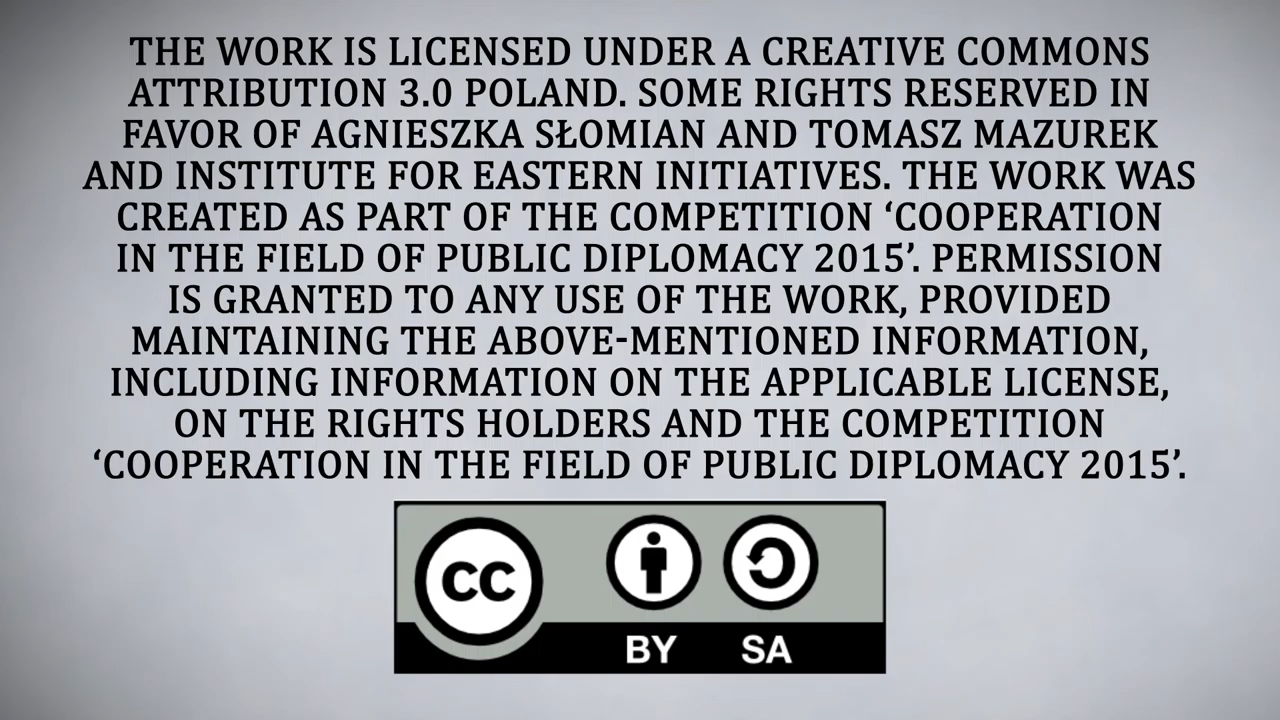 THE WORK IS LICENSED UNDER A CREATIVE COMMONS
ATTRIBUTION 3.0 POLAND. SOME RIGHTS RESERVED IN
FAVOR OF AGNIESZKA SŁOMIAN AND TOMASZ MAZUREK
AND INSTITUTE FOR EASTERN INITIATIVES. THE WORK WAS
CREATED AS PART OF THE COMPETITION ‘COOPERATION
IN THE FIELD OF PUBLIC DIPLOMACY 2015’. PERMISSION
IS GRANTED TO ANY USE OF THE WORK, PROVIDED
MAINTAINING THE ABOVE-MENTIONED INFORMATION,
INCLUDING INFORMATION ON THE APPLICABLE LICENSE,
ON THE RIGHTS HOLDERS AND THE COMPETITION
‘COOPERATION IN THE FIELD OF PUBLIC DIPLOMACY 2015’.
CC
BY SA